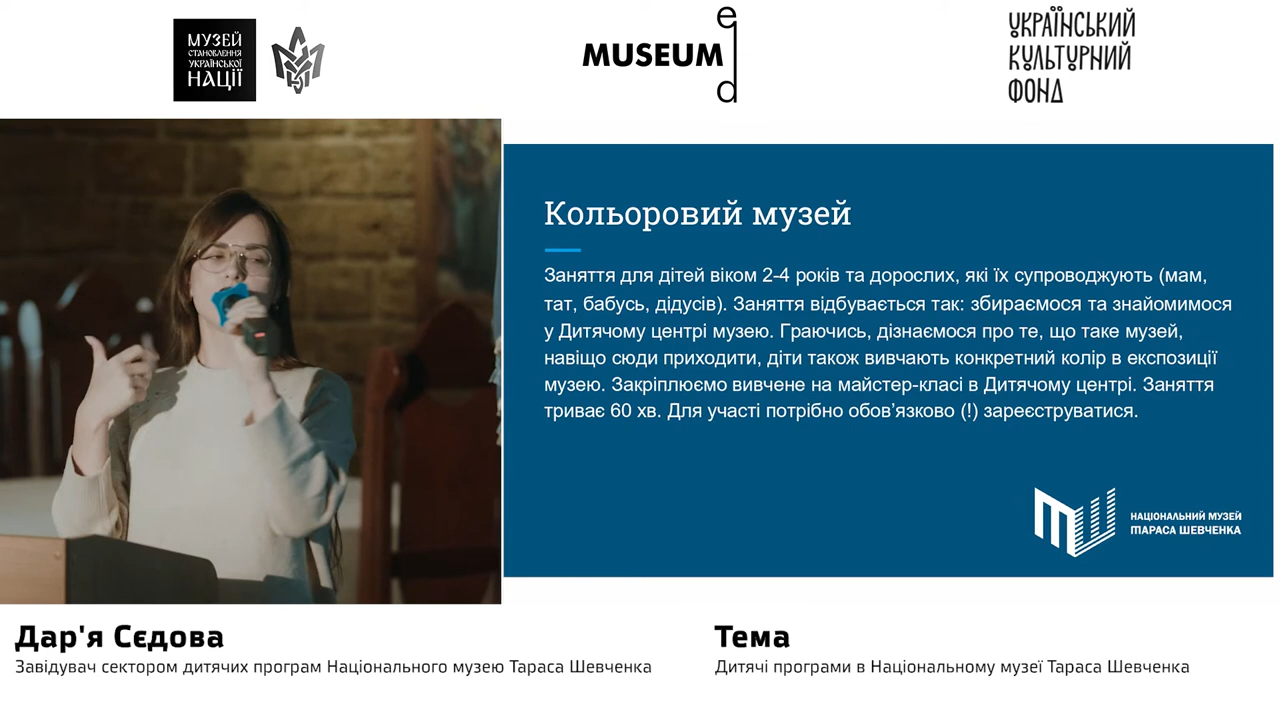 МУЗЕЙ
СТАНОВЛЕННЯ
УКРАЇНСЬКОЇ
НАЦІЇ
MUSEUM
ed
УКРАЇНСЬКИЙ
КУЛЬТУРНИЙ
ФОНД
Кольоровий музей
Заняття для дітей віком 2-4 років та дорослих, які їх супроводжують (мам,
тат, бабусь, дідусів). Заняття відбувається так: збираємося та знайомимося
у Дитячому центрі музею. Граючись, дізнаємося про те, що таке музей,
навіщо сюди приходити, діти також вивчають конкретний колір в експозиції
музею. Закріплюємо вивчене на майстер-класі в Дитячому центрі. Заняття
триває 60 хв. Для участі потрібно обов’язково (!) зареєструватися.
НАЦІОНАЛЬНИЙ МУЗЕЙ
ТАРАСА ШЕВЧЕНКА
Дар'я Сєдова
Завідувач сектором дитячих програм Національного музею Тараса Шевченка
Тема
Дитячі програми в Національному музеї Тараса Шевченка